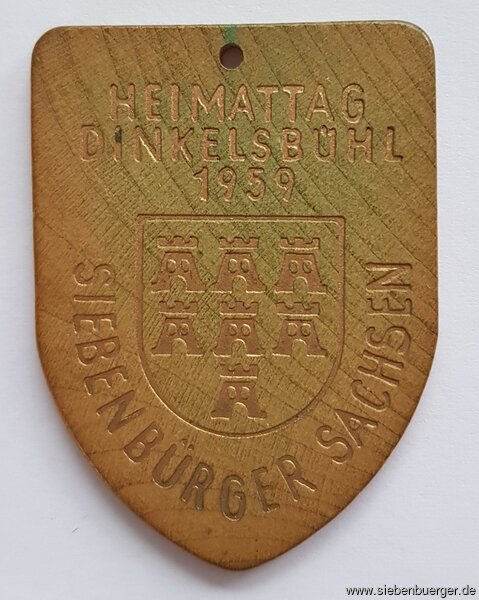 HEIMATTAG
DINKELSBÜHL
1959
SIEBENBÜRGER SACHSEN
www.siebenbuerger.de